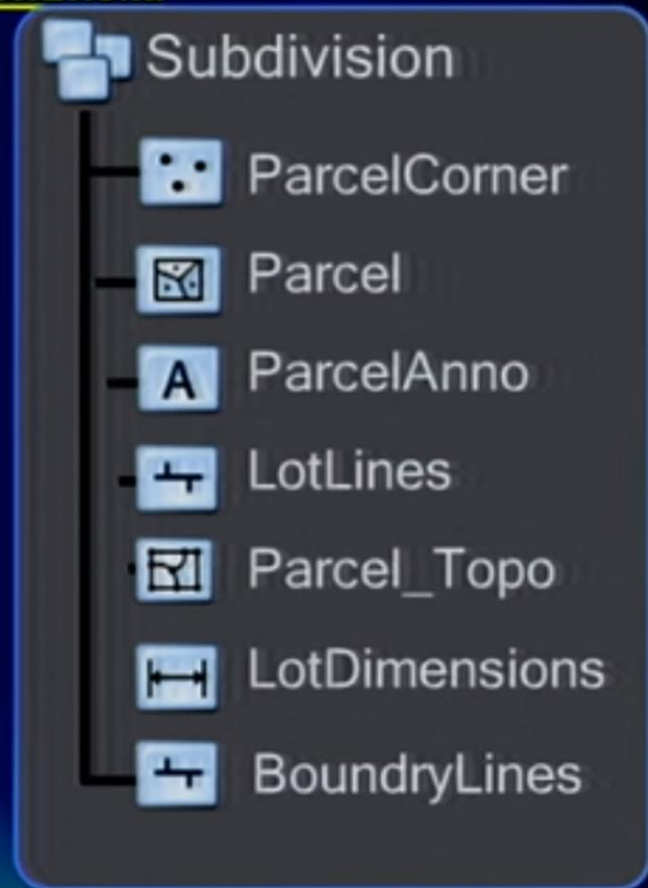 Subdivision
ParcelCorner
Parcel
A ParcelAnno
LotLines
Parcel_Topo
LotDimensions
BoundryLines